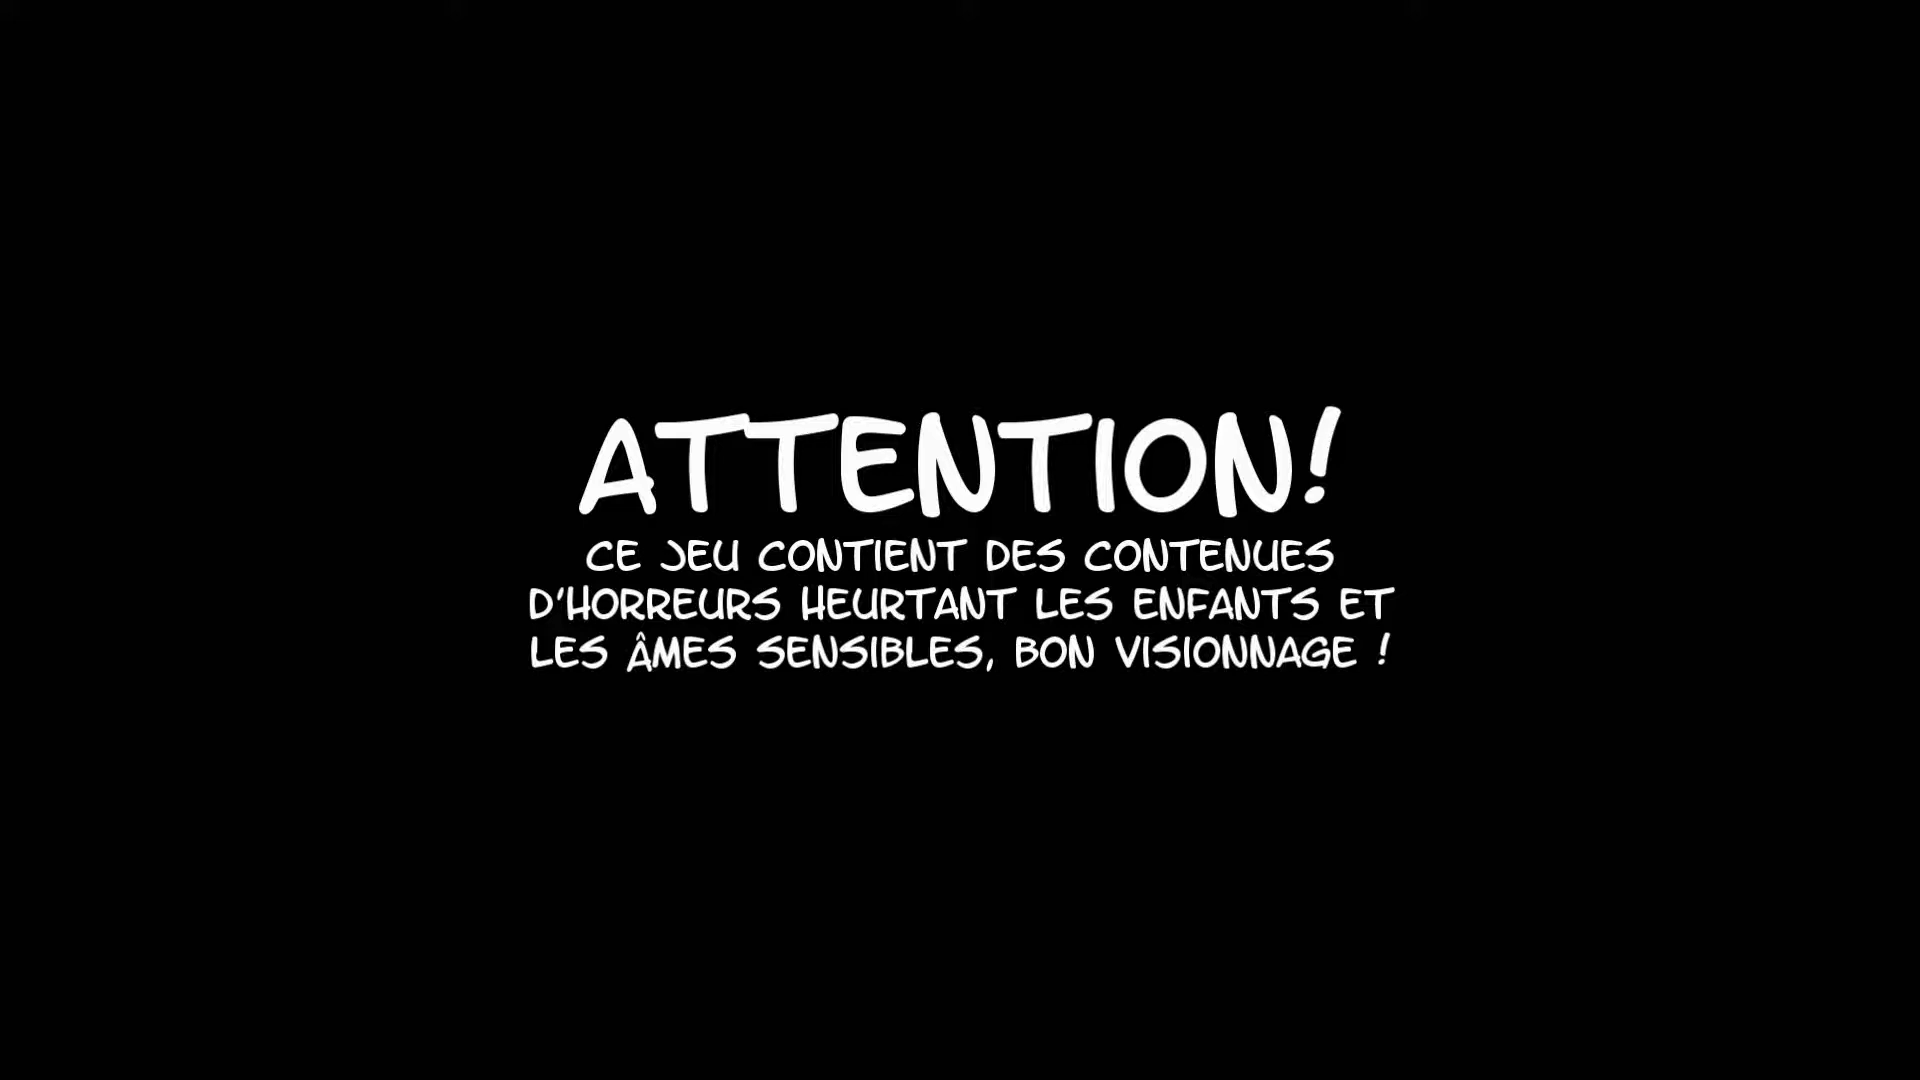 ATTENTION!
CE JEU CONTIENT DES CONTENUES
D'HORREURS HEURTANT LES ENFANTS ET
LES ÂMES SENSIBLES, BON VISIONNAGE !